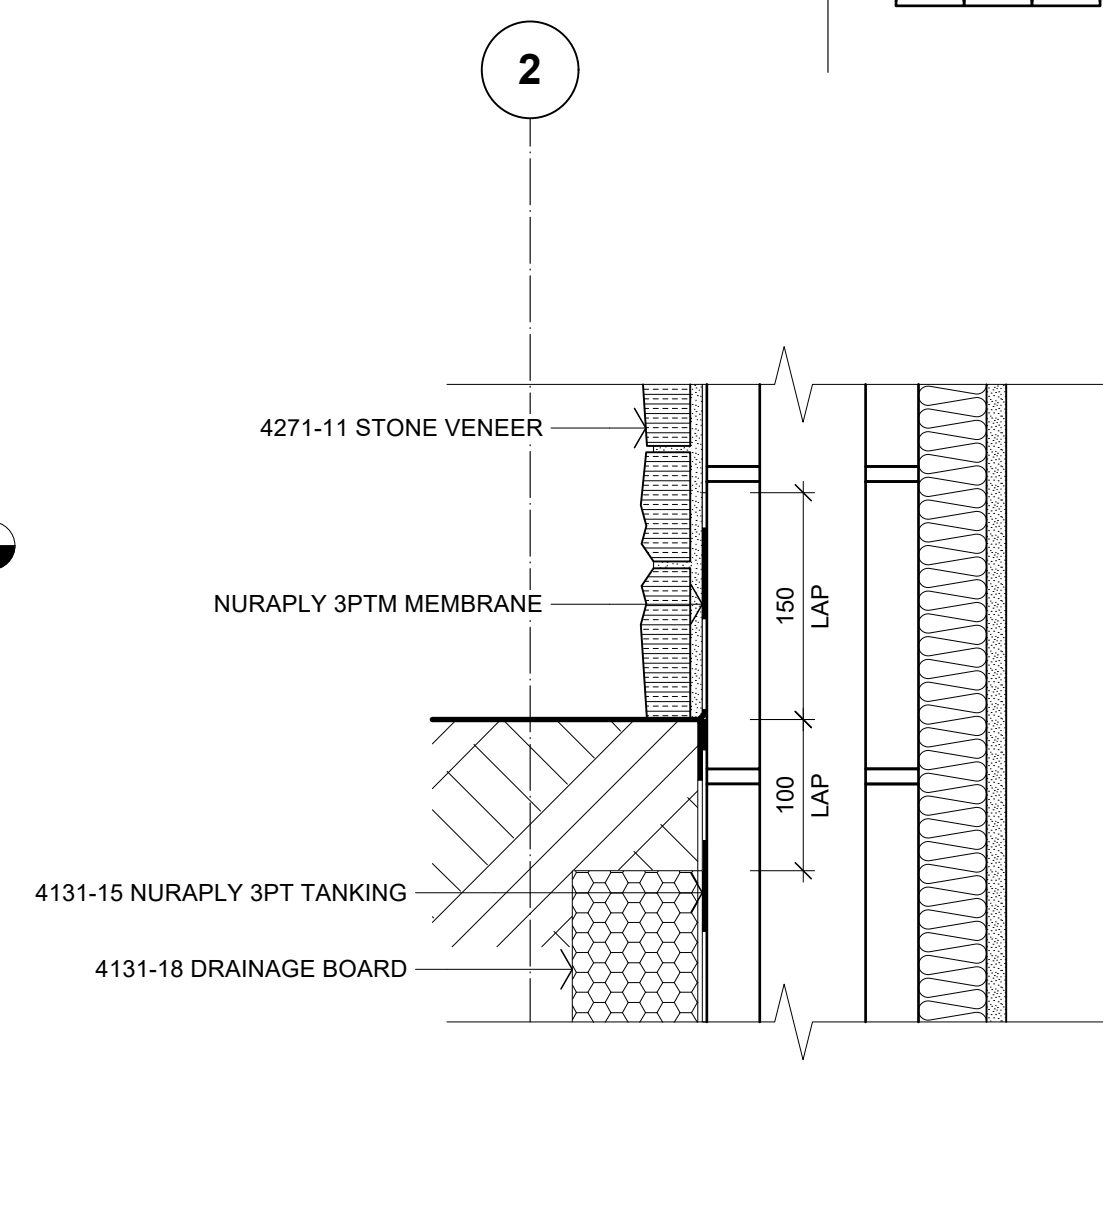 2
4271-11 STONE VENEER
NURAPLY 3PTM MEMBRANE
150
LAP
100
LAP
4131-15 NURAPLY 3PT TANKING
4131-18 DRAINAGE BOARD